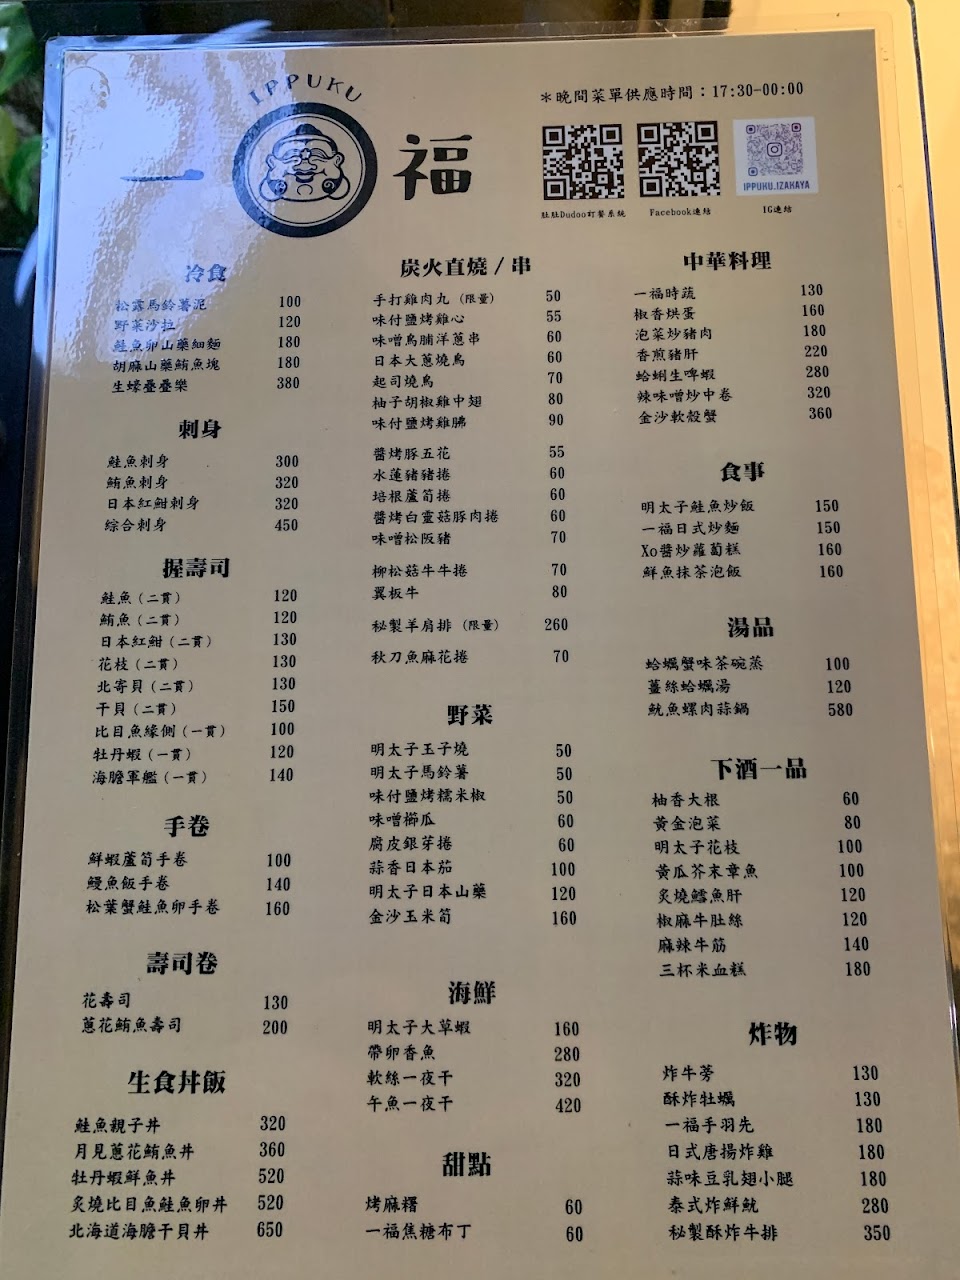 IPPUKU
一福
＊晚間菜單供應時間：17:30-00:00
肚肚Dudoo訂餐系統
Facebook連結
IPPUKU.IZAKAYA
IG連結
冷食
松露馬鈴薯泥 100
野菜沙拉 120
鮭魚卵山藥細麵 180
胡麻山藥鮪魚塊 180
生蠔疊疊樂 380
刺身
鮭魚刺身 300
鮪魚刺身 320
日本紅魽刺身 320
綜合刺身 450
握壽司
鮭魚（二貫） 120
鮪魚（二貫） 120
日本紅魽（二貫） 130
花枝（二貫） 130
北寄貝（二貫） 130
干貝（二貫） 150
比目魚緣側（一貫） 100
牡丹蝦（一貫） 120
海膽軍艦（一貫） 140
手卷
鮮蝦蘆筍手卷 100
鰻魚飯手卷 140
松葉蟹鮭魚卵手卷 160
壽司卷
花壽司 130
蔥花鮪魚壽司 200
生食丼飯
鮭魚親子丼 320
月見蔥花鮪魚丼 360
牡丹蝦鮮魚丼 520
炙燒比目魚鮭魚卵丼 520
北海道海膽干貝丼 650
炭火直燒 / 串
手打雞肉丸（限量） 50
味付鹽烤雞心 55
味噌鳥脯洋蔥串 60
日本大蔥燒鳥 60
起司燒鳥 70
柚子胡椒雞中翅 80
味付鹽烤雞膀 90
醬烤豚五花 55
水蓮豬豬捲 60
培根蘆筍捲 60
醬烤白靈菇豚肉捲 60
味噌松阪豬 70
柳松菇牛牛捲 70
翼板牛 80
秘製羊肩排（限量） 260
秋刀魚麻花捲 70
野菜
明太子玉子燒 50
明太子馬鈴薯 50
味付鹽烤糯米椒 50
味噌櫛瓜 60
腐皮銀芽捲 60
蒜香日本茄 100
明太子日本山藥 120
金沙玉米筍 160
海鮮
明太子大草蝦 160
帶卵香魚 280
軟絲一夜干 320
午魚一夜干 420
甜點
烤麻糬 60
一福焦糖布丁 60
中華料理
一福時蔬 130
椒香烘蛋 160
泡菜炒豬肉 180
香煎豬肝 220
蛤蜊生啤蝦 280
辣味噌炒中卷 320
金沙軟殼蟹 360
食事
明太子鮭魚炒飯 150
一福日式炒麵 150
Xo醬炒蘿蔔糕 160
鮮魚抹茶泡飯 160
湯品
蛤蠣蟹味茶碗蒸 100
薑絲蛤蠣湯 120
魷魚螺肉蒜鍋 580
下酒一品
柚香大根 60
黃金泡菜 80
明太子花枝 100
黃瓜芥末章魚 100
炙燒鱈魚肝 120
椒麻牛肚絲 120
麻辣牛筋 140
三杯米血糕 180
炸物
炸牛蒡 130
酥炸牡蠣 130
一福手羽先 180
日式唐揚炸雞 180
蒜味豆乳翅小腿 180
泰式炸鮮魷 280
秘製酥炸牛排 350